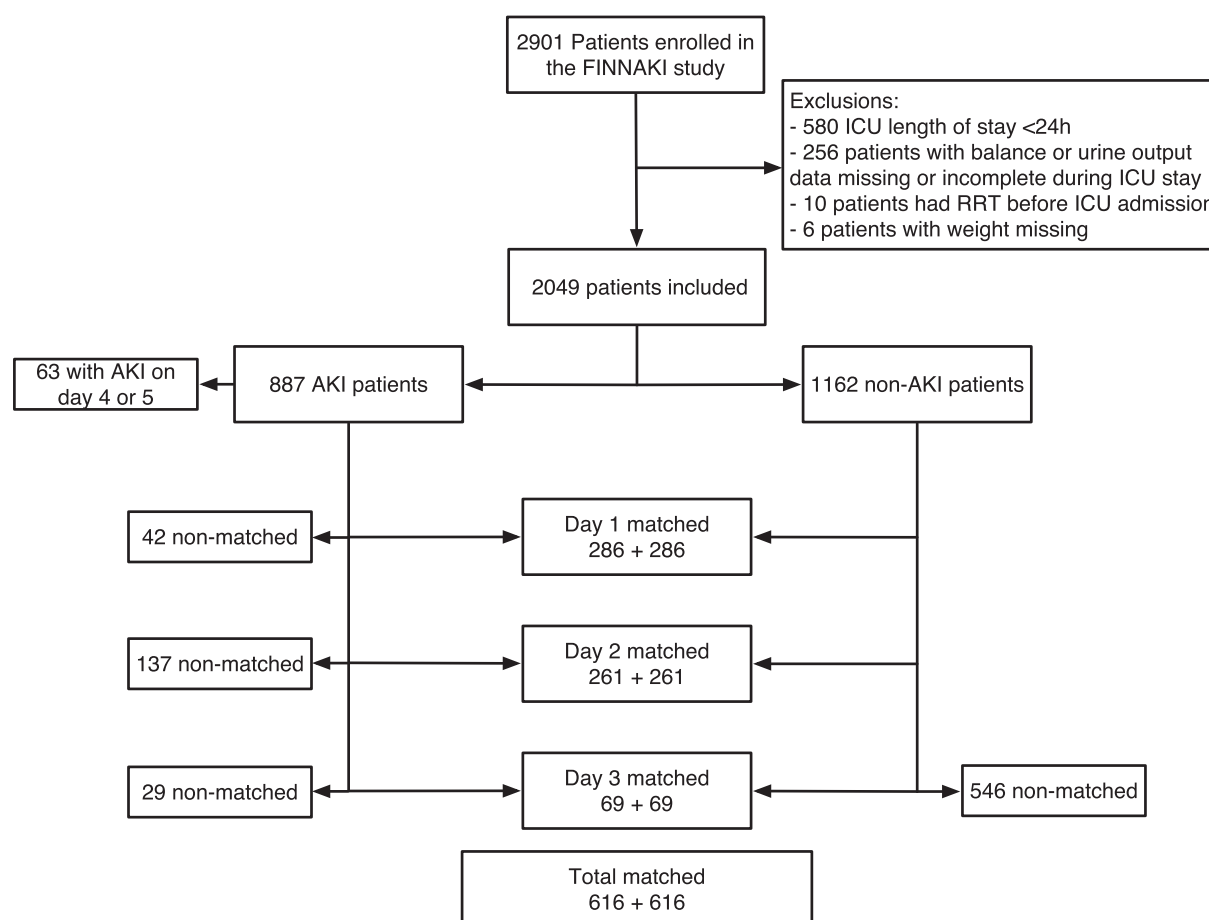 2901 Patients enrolled in
the FINNAKI study
Exclusions:
- 580 ICU length of stay <24h
- 256 patients with balance or urine output
data missing or incomplete during ICU stay
- 10 patients had RRT before ICU admission
- 6 patients with weight missing
2049 patients included
63 with AKI on
day 4 or 5
887 AKI patients
1162 non-AKI patients
42 non-matched
Day 1 matched
286 + 286
137 non-matched
Day 2 matched
261 + 261
29 non-matched
Day 3 matched
69 + 69
546 non-matched
Total matched
616 + 616